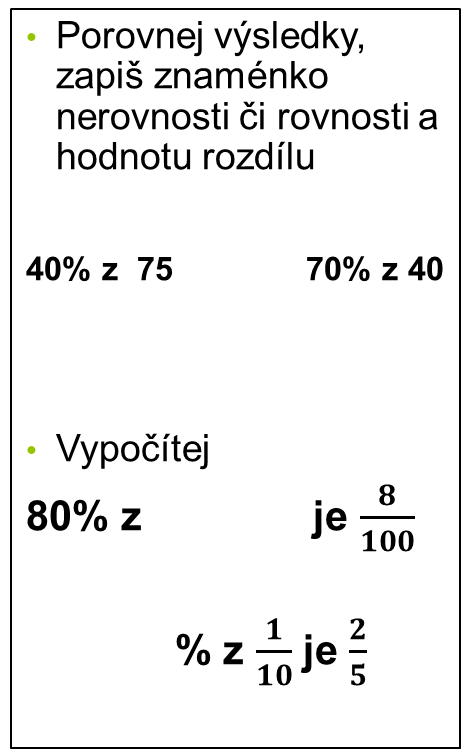 • Porovnej výsledky,
zapiš znaménko
nerovnosti či rovnosti a
hodnotu rozdílu
40% z 75 70% z 40
• Vypočítej
80% z je 8/100
% z 1/10 je 2/5